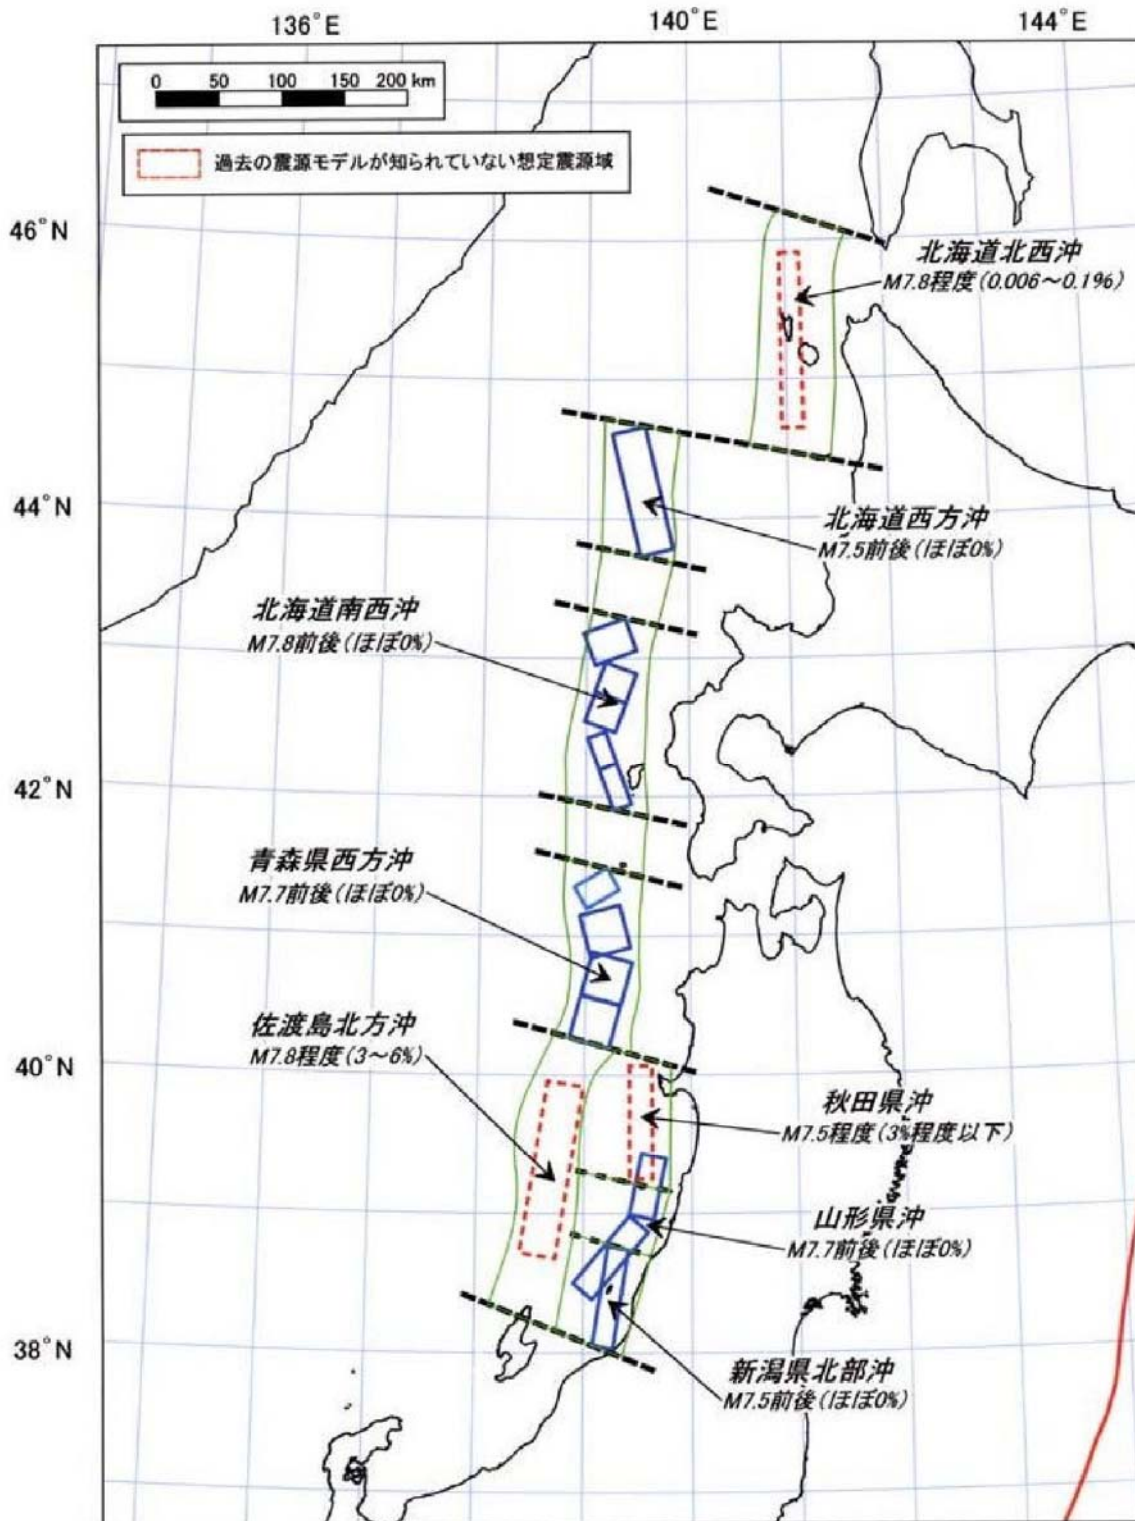 136°E
140°E
144°E
0 50 100 150 200 km
過去の震源モデルが知られていない想定震源域
46°N
北海道北西沖
M7.8程度(0.006～0.1%)
44°N
北海道西方沖
M7.5前後(ほぼ0%)
北海道南西沖
M7.8前後(ほぼ0%)
42°N
青森県西方沖
M7.7前後(ほぼ0%)
佐渡島北方沖
M7.8程度(3～6%)
40°N
秋田県沖
M7.5程度(3%程度以下)
山形県沖
M7.7前後(ほぼ0%)
38°N
新潟県北部沖
M7.5前後(ほぼ0%)